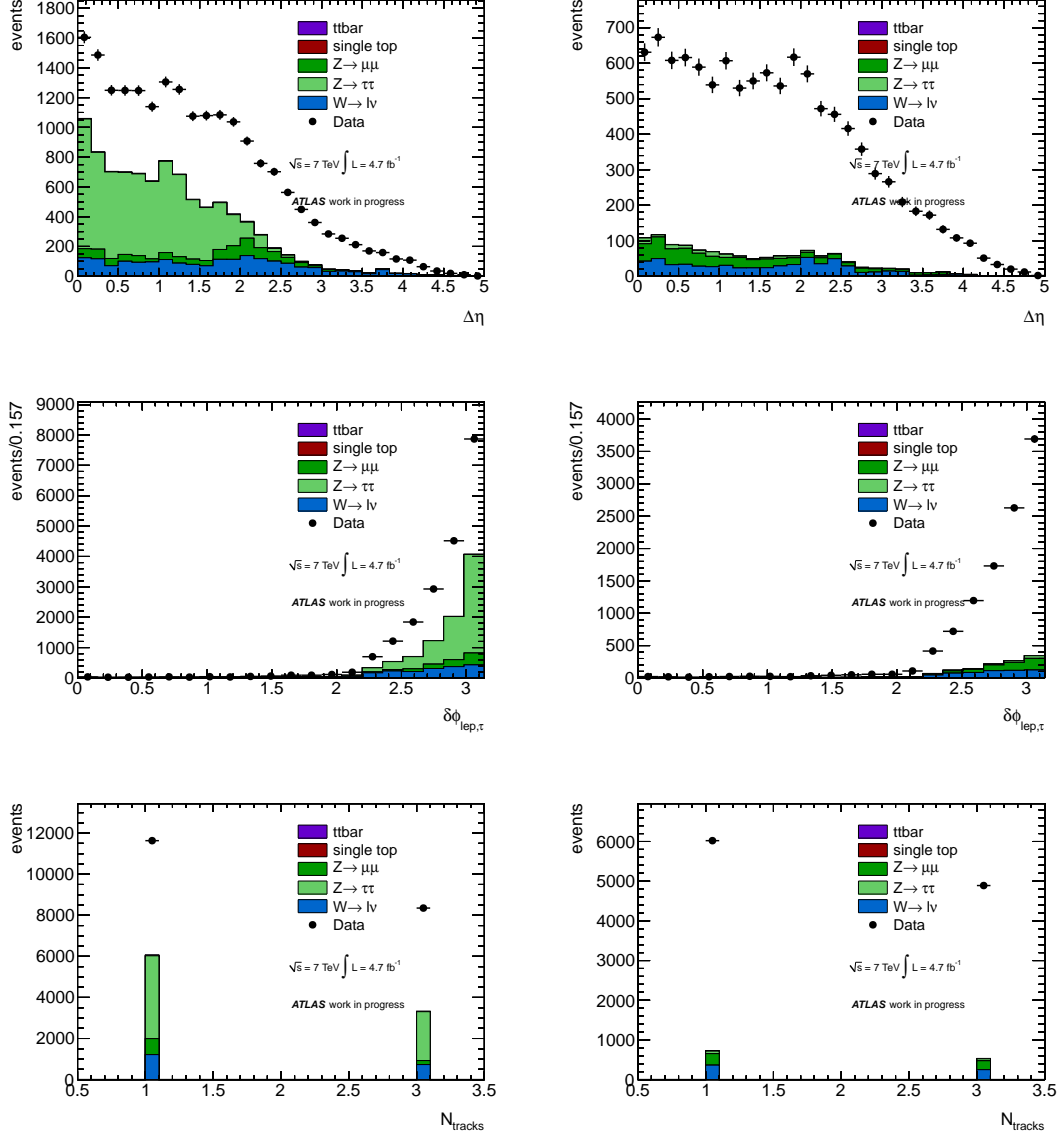 events
1800
1600
1400
1200
1000
800
600
400
200
0
0 0.5 1 1.5 2 2.5 3 3.5 4 4.5 5
Δη
ttbar
single top
Z→ μμ
Z→ ττ
W→ lν
Data
√s = 7 TeV ∫ L = 4.7 fb⁻¹
ATLAS work in progress
events
700
600
500
400
300
200
100
0
0 0.5 1 1.5 2 2.5 3 3.5 4 4.5 5
Δη
ttbar
single top
Z→ μμ
Z→ ττ
W→ lν
Data
√s = 7 TeV ∫ L = 4.7 fb⁻¹
ATLAS work in progress
events/0.157
9000
8000
7000
6000
5000
4000
3000
2000
1000
0
0 0.5 1 1.5 2 2.5 3
δϕ lep,τ
ttbar
single top
Z→ μμ
Z→ ττ
W→ lν
Data
√s = 7 TeV ∫ L = 4.7 fb⁻¹
ATLAS work in progress
events/0.157
4000
3500
3000
2500
2000
1500
1000
500
0
0 0.5 1 1.5 2 2.5 3
δϕ lep,τ
ttbar
single top
Z→ μμ
Z→ ττ
W→ lν
Data
√s = 7 TeV ∫ L = 4.7 fb⁻¹
ATLAS work in progress
events
12000
10000
8000
6000
4000
2000
0
0.5 1 1.5 2 2.5 3 3.5
N tracks
ttbar
single top
Z→ μμ
Z→ ττ
W→ lν
Data
√s = 7 TeV ∫ L = 4.7 fb⁻¹
ATLAS work in progress
events
6000
5000
4000
3000
2000
1000
0
0.5 1 1.5 2 2.5 3 3.5
N tracks
ttbar
single top
Z→ μμ
Z→ ττ
W→ lν
Data
√s = 7 TeV ∫ L = 4.7 fb⁻¹
ATLAS work in progress